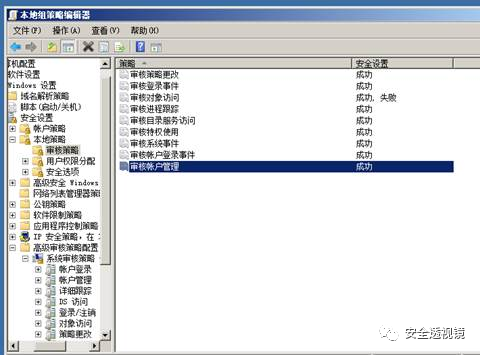 本地组策略编辑器
文件(F) 操作(A) 查看(V) 帮助(H)
机配置
软件设置
Windows 设置
域名解析策略
脚本(启动/关机)
安全设置
帐户策略
本地策略
审核策略
用户权限分配
安全选项
高级安全 Windows
网络列表管理器策
公钥策略
软件限制策略
应用程序控制策略
IP 安全策略，在
高级审核策略配置
系统审核策略
帐户登录
帐户管理
详细跟踪
DS 访问
登录/注销
对象访问
策略更改
策略 安全设置
审核策略更改 成功
审核登录事件 成功
审核对象访问 成功, 失败
审核进程跟踪 成功
审核目录服务访问 成功
审核特权使用 成功
审核系统事件 成功
审核帐户登录事件 成功
审核帐户管理 成功
安全透视镜